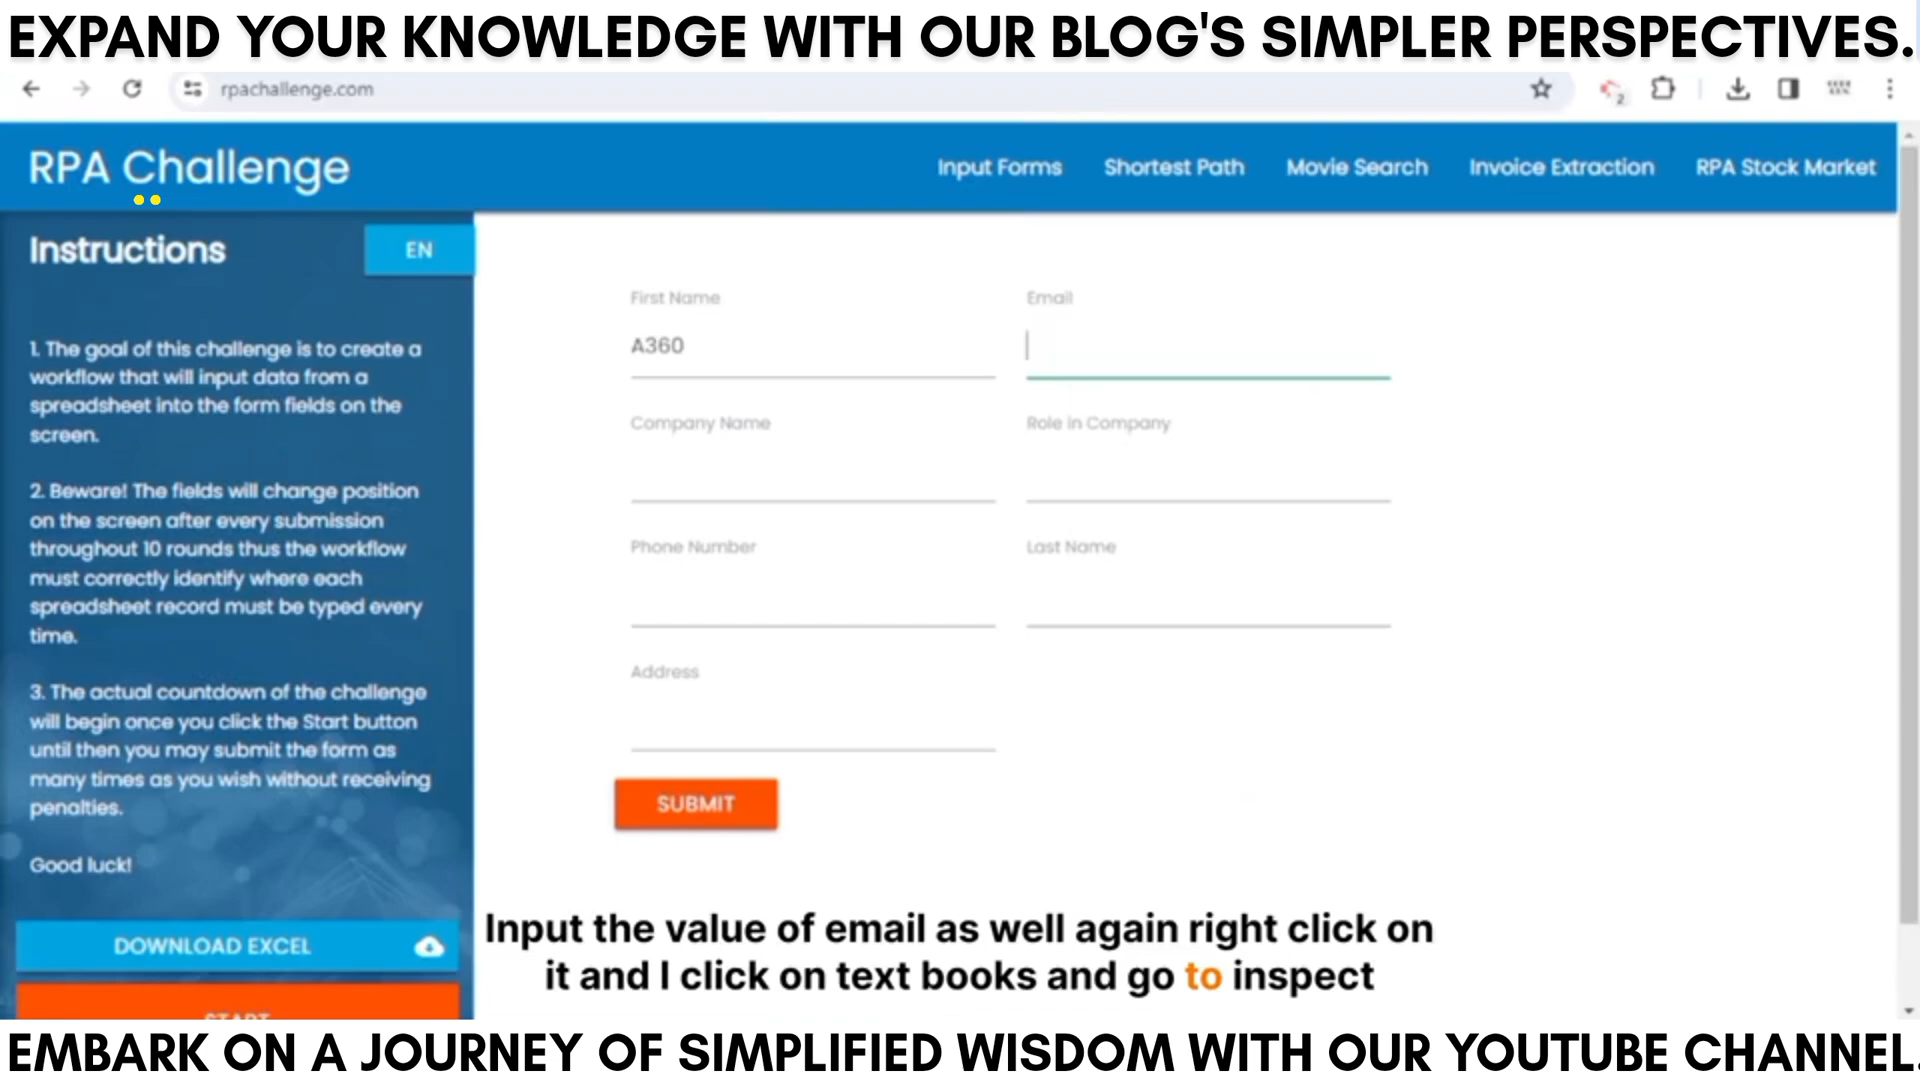 EXPAND YOUR KNOWLEDGE WITH OUR BLOG'S SIMPLER PERSPECTIVES.
rpachallenge.com
2
RPA Challenge
Input Forms
Shortest Path
Movie Search
Invoice Extraction
RPA Stock Market
Instructions
EN
1. The goal of this challenge is to create a
workflow that will input data from a
spreadsheet into the form fields on the
screen.
2. Beware! The fields will change position
on the screen after every submission
throughout 10 rounds thus the workflow
must correctly identify where each
spreadsheet record must be typed every
time.
3. The actual countdown of the challenge
will begin once you click the Start button
until then you may submit the form as
many times as you wish without receiving
penalties.
Good luck!
DOWNLOAD EXCEL
START
First Name
A360
Email
Company Name
Role in Company
Phone Number
Last Name
Address
SUBMIT
Input the value of email as well again right click on
it and I click on text books and go to inspect
EMBARK ON A JOURNEY OF SIMPLIFIED WISDOM WITH OUR YOUTUBE CHANNEL.